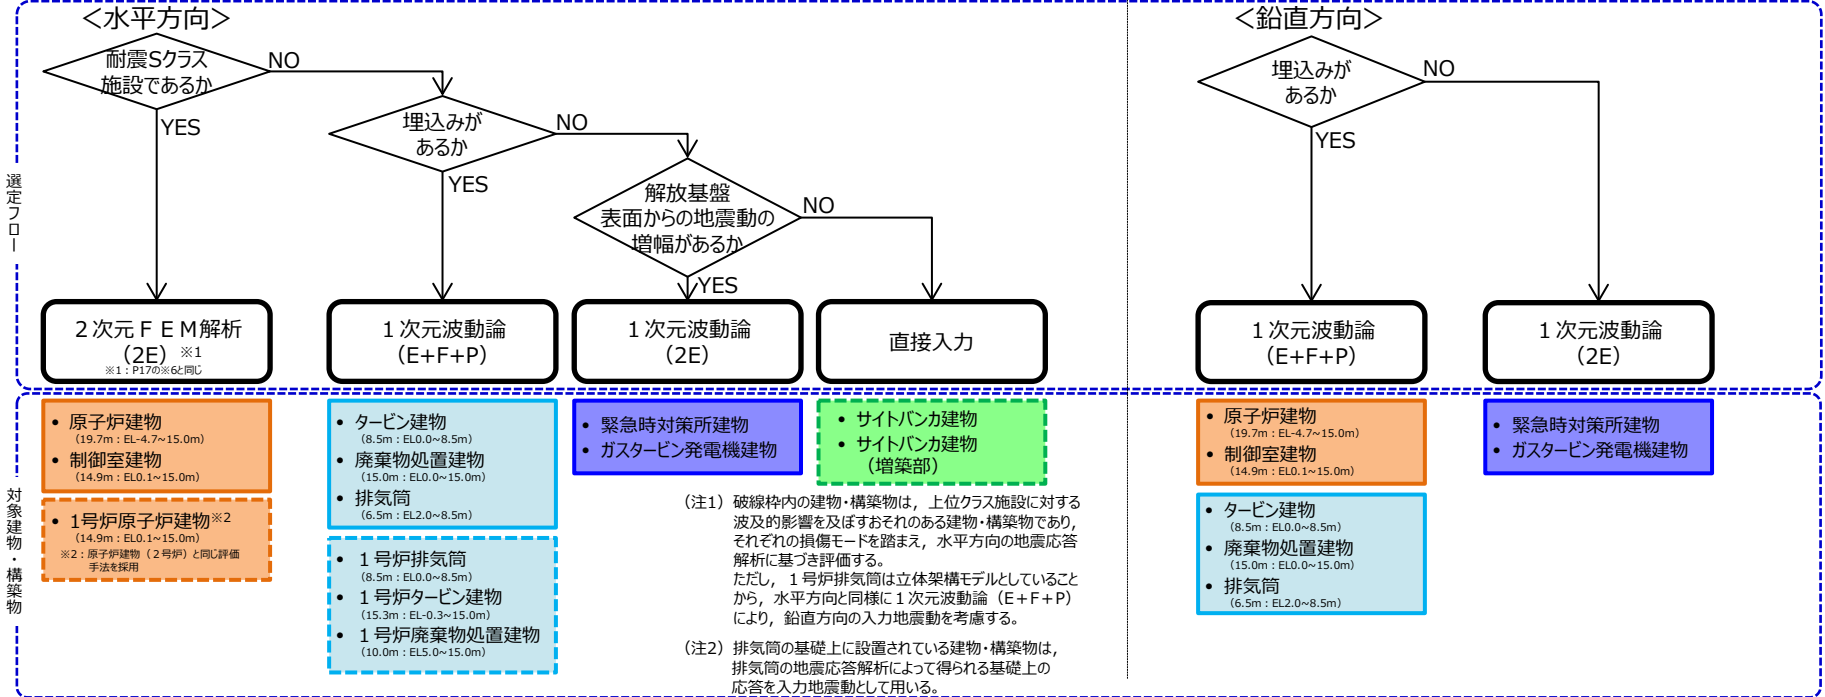 ＜水平方向＞
耐震Sクラス
施設であるか
NO
YES
埋込みが
あるか
NO
YES
解放基盤
表面からの地震動の
増幅があるか
NO
YES
＜鉛直方向＞
埋込みが
あるか
NO
YES
選定フロー
２次元ＦＥＭ解析
（2E）※1
※1：P17の※6と同じ
１次元波動論
（E+F+P）
１次元波動論
（2E）
直接入力
１次元波動論
（E+F+P）
１次元波動論
（2E）
対象建物・構築物
• 原子炉建物
（19.7m：EL-4.7~15.0m）
• 制御室建物
（14.9m：EL0.1~15.0m）
• 1号炉原子炉建物※2
（14.9m：EL0.1~15.0m）
※2：原子炉建物（２号炉）と同じ評価
手法を採用
• タービン建物
（8.5m：EL0.0~8.5m）
• 廃棄物処置建物
（15.0m：EL0.0~15.0m）
• 排気筒
（6.5m：EL2.0~8.5m）
• １号炉排気筒
（8.5m：EL0.0~8.5m）
• １号炉タービン建物
（15.3m：EL-0.3~15.0m）
• １号炉廃棄物処置建物
（10.0m：EL5.0~15.0m）
• 緊急時対策所建物
• ガスタービン発電機建物
• サイトバンカ建物
• サイトバンカ建物
（増築部）
（注1）破線枠内の建物・構築物は，上位クラス施設に対する
波及的影響を及ぼすおそれのある建物・構築物であり，
それぞれの損傷モードを踏まえ，水平方向の地震応答
解析に基づき評価する。
ただし，１号炉排気筒は立体架構モデルとしていること
から，水平方向と同様に１次元波動論（E＋F＋P）
により，鉛直方向の入力地震動を考慮する。
（注2）排気筒の基礎上に設置されている建物・構築物は，
排気筒の地震応答解析によって得られる基礎上の
応答を入力地震動として用いる。
• 原子炉建物
（19.7m：EL-4.7~15.0m）
• 制御室建物
（14.9m：EL0.1~15.0m）
• タービン建物
（8.5m：EL0.0~8.5m）
• 廃棄物処置建物
（15.0m：EL0.0~15.0m）
• 排気筒
（6.5m：EL2.0~8.5m）
• 緊急時対策所建物
• ガスタービン発電機建物